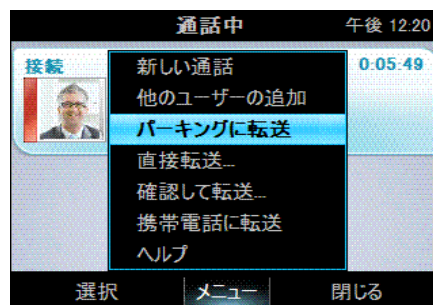 通話中 午後 12:20
接続 0:05:49
新しい通話
他のユーザーの追加
パーキングに転送
直接転送...
確認して転送...
携帯電話に転送
ヘルプ
選択 メニュー 閉じる